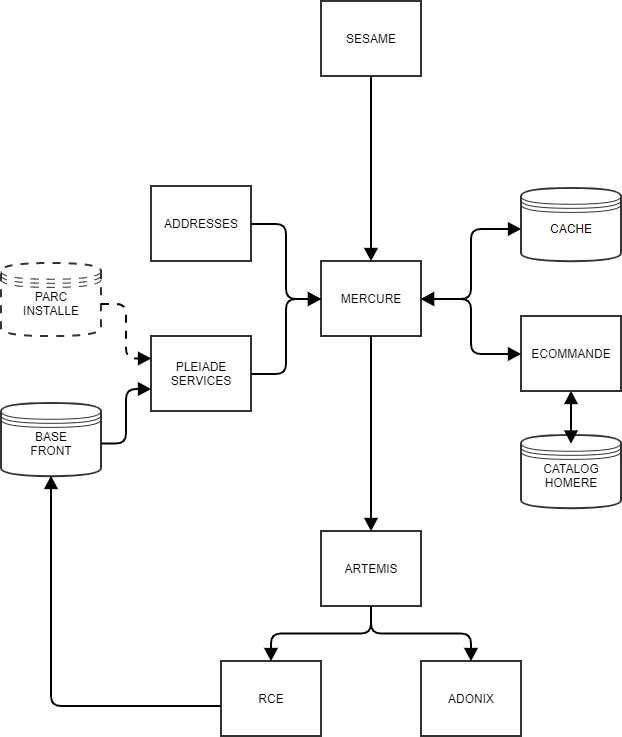 SESAME
ADDRESSES
CACHE
PARC
INSTALLE
MERCURE
PLEIADE
SERVICES
ECOMMANDE
BASE
FRONT
CATALOG
HOMERE
ARTEMIS
RCE
ADONIX